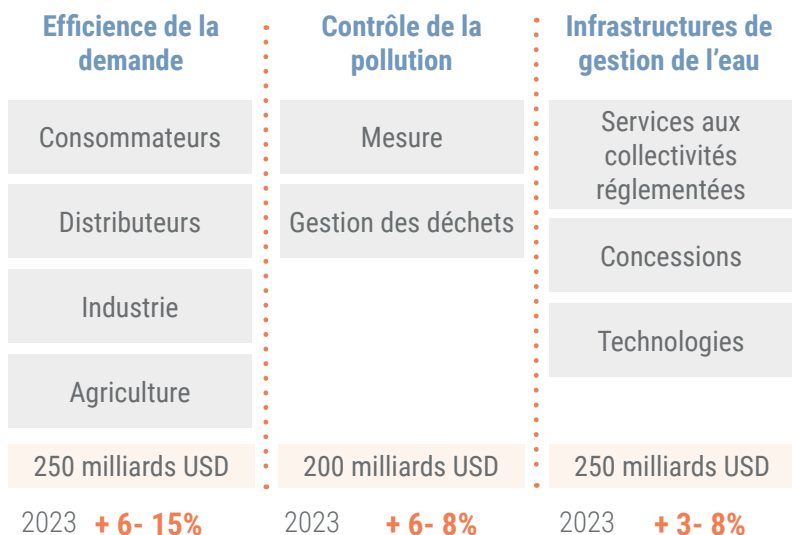 Efficience de la
demande
Consommateurs
Distributeurs
Industrie
Agriculture
250 milliards USD
2023 + 6- 15%
Contrôle de la
pollution
Mesure
Gestion des déchets
200 milliards USD
2023 + 6- 8%
Infrastructures de
gestion de l’eau
Services aux
collectivités
réglementées
Concessions
Technologies
250 milliards USD
2023 + 3- 8%